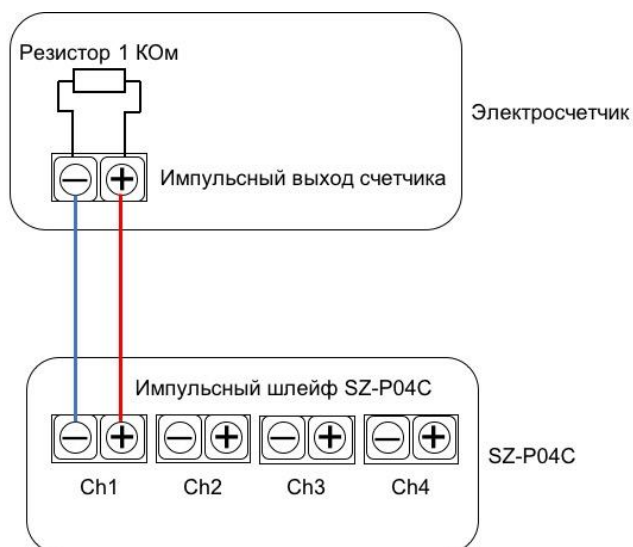 Резистор 1 КОм
Электросчетчик
Импульсный выход счетчика
Импульсный шлейф SZ-P04C
SZ-P04C
Ch1 Ch2 Ch3 Ch4